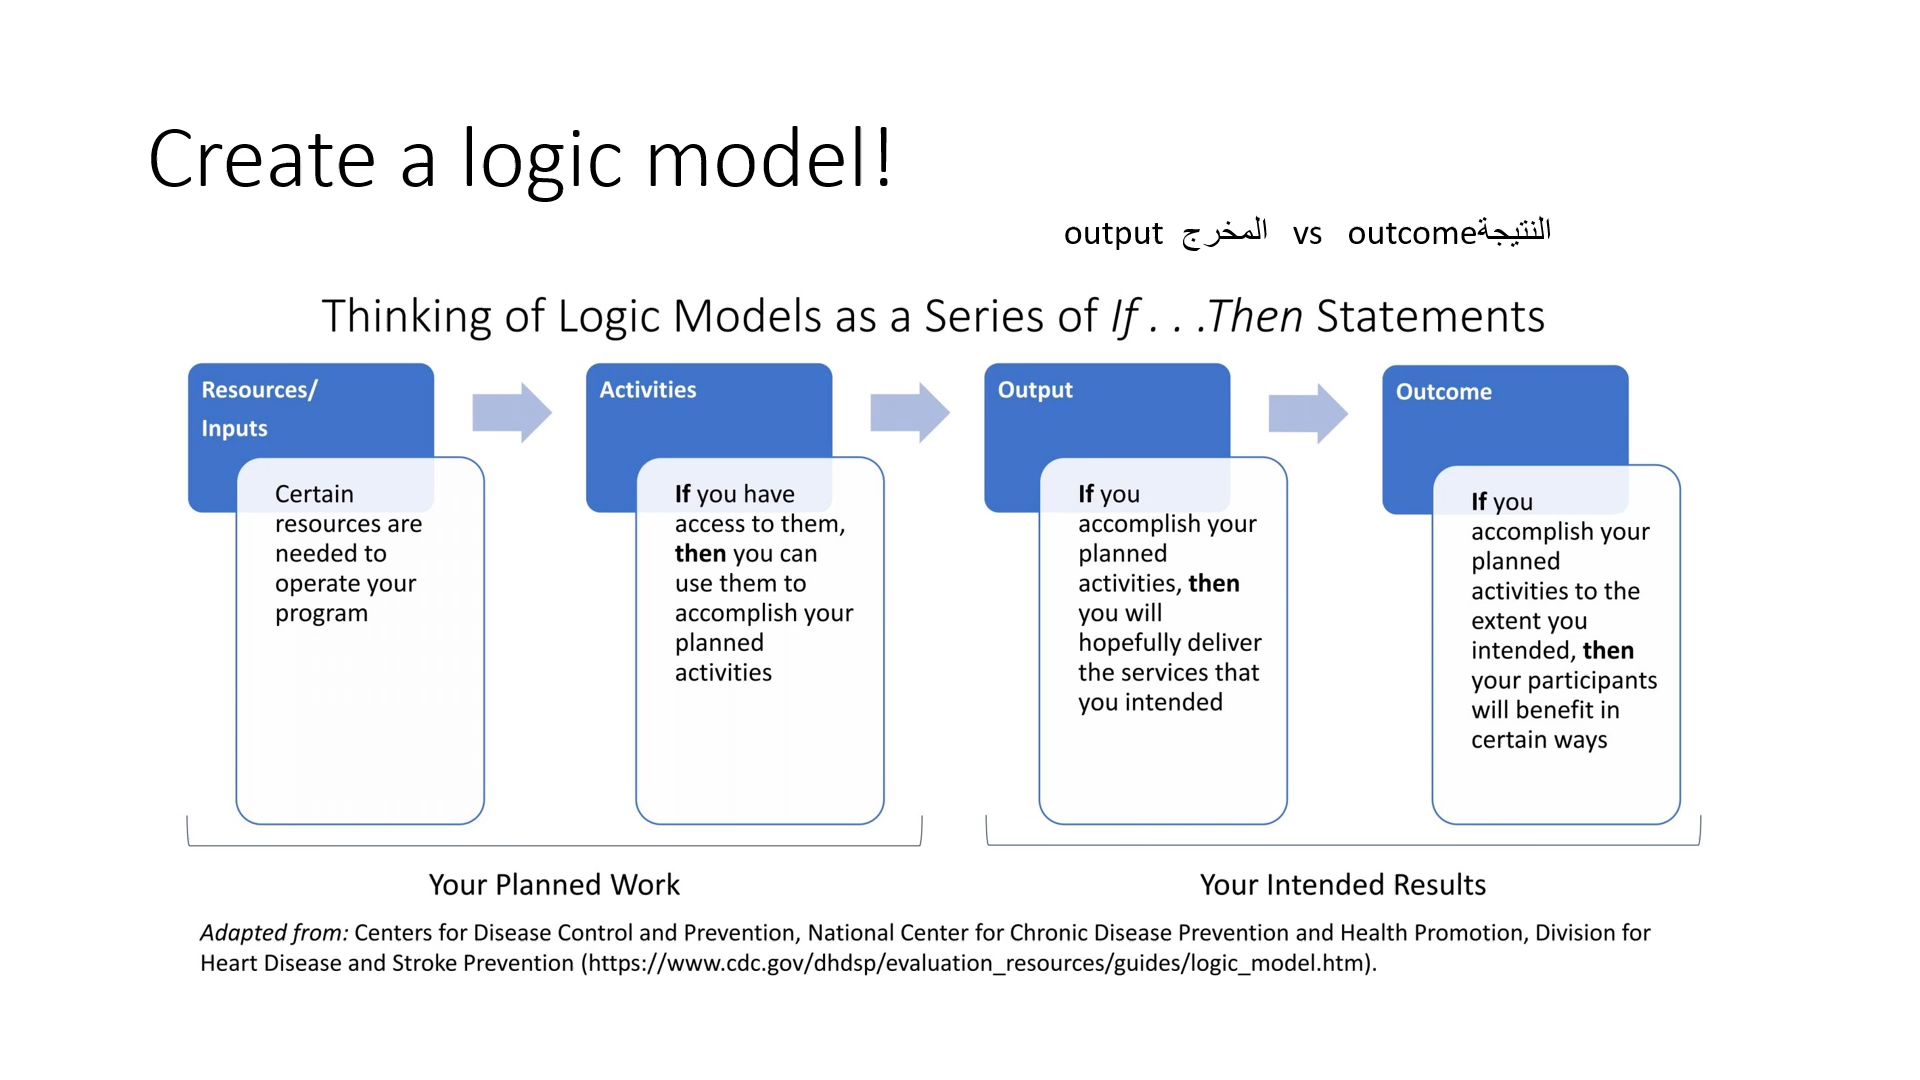 Create a logic model!
output المخرج vs outcomeالنتيجة
Thinking of Logic Models as a Series of If . . .Then Statements
Resources/
Inputs
Certain
resources are
needed to
operate your
program
Activities
If you have
access to them,
then you can
use them to
accomplish your
planned
activities
Output
If you
accomplish your
planned
activities, then
you will
hopefully deliver
the services that
you intended
Outcome
If you
accomplish your
planned
activities to the
extent you
intended, then
your participants
will benefit in
certain ways
Your Planned Work
Your Intended Results
Adapted from: Centers for Disease Control and Prevention, National Center for Chronic Disease Prevention and Health Promotion, Division for
Heart Disease and Stroke Prevention (https://www.cdc.gov/dhdsp/evaluation_resources/guides/logic_model.htm).